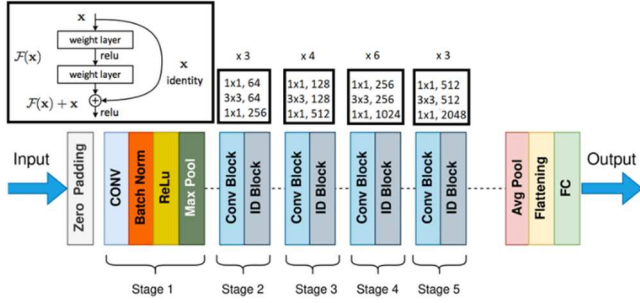 x
weight layer
F(x)
relu
x
weight layer
identity
F(x) + x
relu
x 3
1x1, 64
3x3, 64
1x1, 256
x 4
1x1, 128
3x3, 128
1x1, 512
x 6
1x1, 256
3x3, 256
1x1, 1024
x 3
1x1, 512
3x3, 512
1x1, 2048
Input
Zero Padding
CONV
Batch Norm
ReLu
Max Pool
Conv Block
ID Block
Conv Block
ID Block
Conv Block
ID Block
Conv Block
ID Block
Avg Pool
Flattening
FC
Output
Stage 1
Stage 2
Stage 3
Stage 4
Stage 5